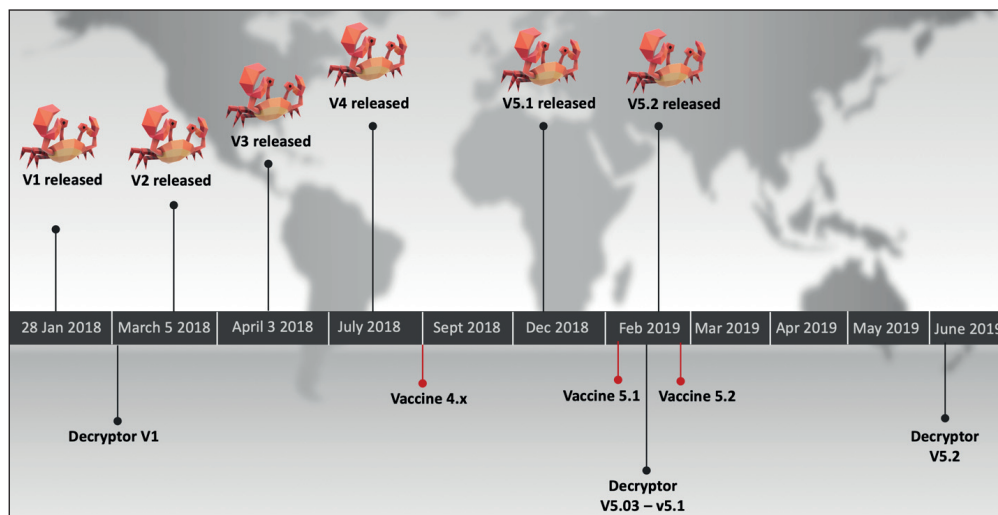 V1 released
V2 released
V3 released
V4 released
V5.1 released
V5.2 released
28 Jan 2018
March 5 2018
April 3 2018
July 2018
Sept 2018
Dec 2018
Feb 2019
Mar 2019
Apr 2019
May 2019
June 2019
Decryptor V1
Vaccine 4.x
Vaccine 5.1
Vaccine 5.2
Decryptor
V5.03 – v5.1
Decryptor
V5.2